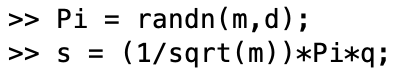 >> Pi = randn(m,d);
>> s = (1/sqrt(m))*Pi*q;